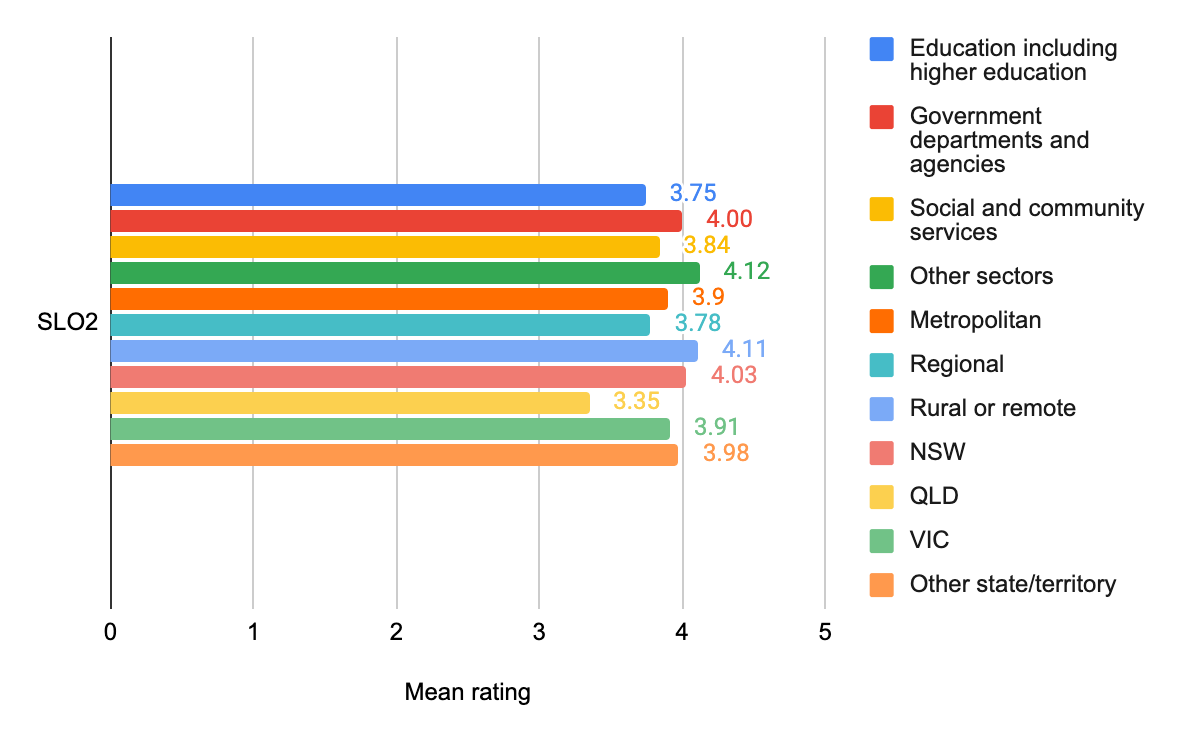 3.75
4.00
3.84
4.12
3.9
SLO2
3.78
4.11
4.03
3.35
3.91
3.98
0 1 2 3 4 5
Mean rating
Education including
higher education
Government
departments and
agencies
Social and community
services
Other sectors
Metropolitan
Regional
Rural or remote
NSW
QLD
VIC
Other state/territory